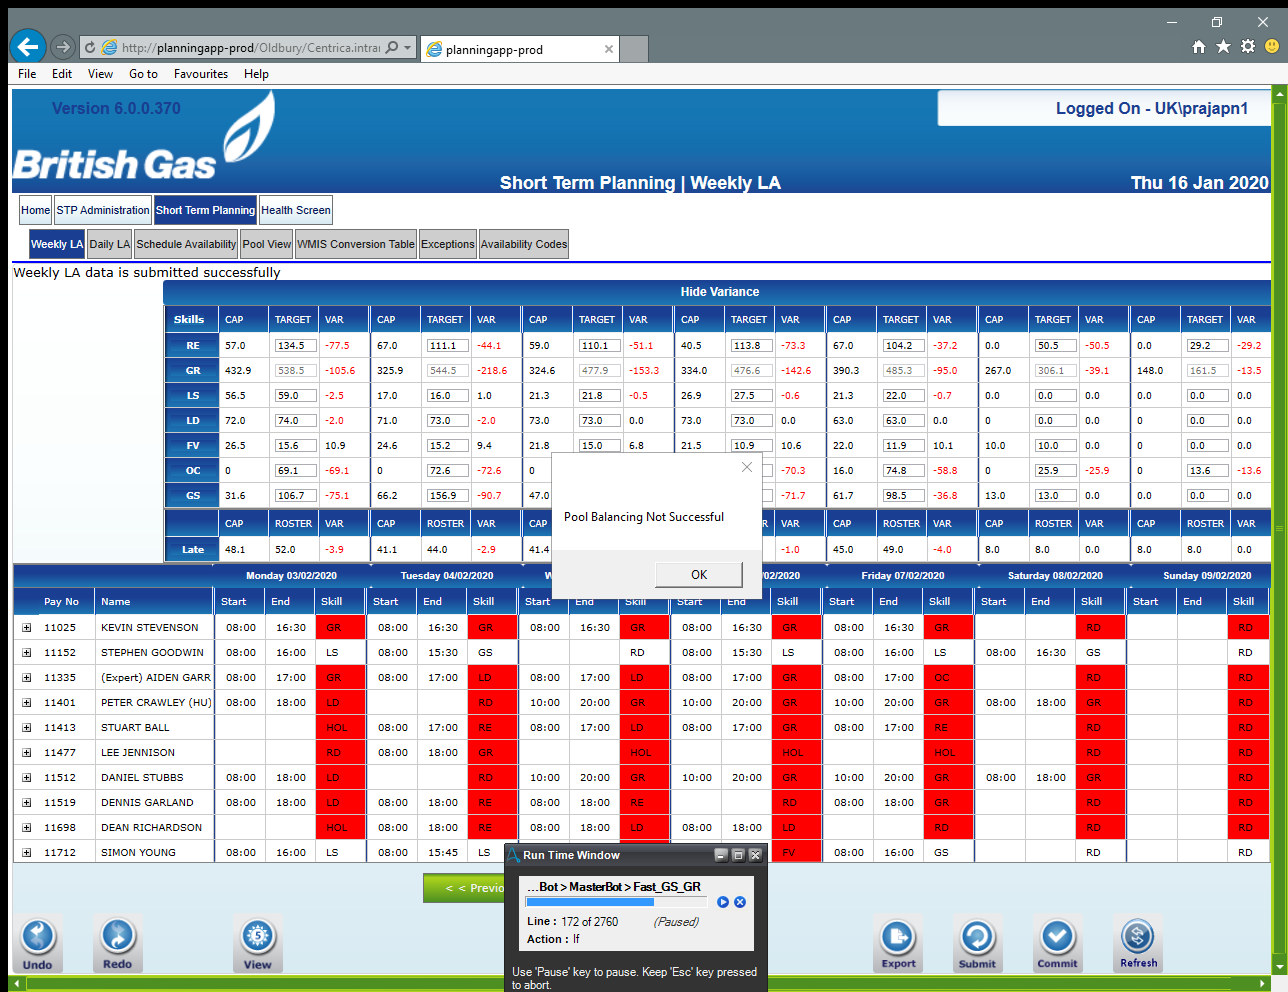 http://planningapp-prod/Oldbury/Centrica.intrar
planningapp-prod
File Edit View Go to Favourites Help
Version 6.0.0.370
Logged On - UK\prajapn1
British Gas
Short Term Planning | Weekly LA
Thu 16 Jan 2020
Home STP Administration Short Term Planning Health Screen
Weekly LA Daily LA Schedule Availability Pool View WMIS Conversion Table Exceptions Availability Codes
Weekly LA data is submitted successfully
Hide Variance
Skills CAP TARGET VAR CAP TARGET VAR CAP TARGET VAR CAP TARGET VAR CAP TARGET VAR CAP TARGET VAR CAP TARGET VAR
RE 57.0 134.5 -77.5 67.0 111.1 -44.1 59.0 110.1 -51.1 40.5 113.8 -73.3 67.0 104.2 -37.2 0.0 50.5 -50.5 0.0 29.2 -29.2
GR 432.9 538.5 -105.6 325.9 544.5 -218.6 324.6 477.9 -153.3 334.0 476.6 -142.6 390.3 485.3 -95.0 267.0 306.1 -39.1 148.0 161.5 -13.5
LS 56.5 59.0 -2.5 17.0 16.0 1.0 21.3 21.8 -0.5 26.9 27.5 -0.6 21.3 22.0 -0.7 0.0 0.0 0.0 0.0 0.0 0.0
LD 72.0 74.0 -2.0 71.0 73.0 -2.0 73.0 73.0 0.0 73.0 73.0 0.0 63.0 63.0 0.0 0.0 0.0 0.0 0.0 0.0 0.0
FV 26.5 15.6 10.9 24.6 15.2 9.4 21.8 15.0 6.8 21.5 10.9 10.6 22.0 11.9 10.1 10.0 10.0 0.0 0.0 0.0 0.0
OC 0 69.1 -69.1 0 72.6 -72.6 0 -70.3 16.0 74.8 -58.8 0 25.9 -25.9 0 13.6 -13.6
GS 31.6 106.7 -75.1 66.2 156.9 -90.7 47.0 -71.7 61.7 98.5 -36.8 13.0 13.0 0.0 0.0 0.0 0.0
CAP ROSTER VAR CAP ROSTER VAR CAP R VAR CAP ROSTER VAR CAP ROSTER VAR CAP ROSTER VAR
Late 48.1 52.0 -3.9 41.1 44.0 -2.9 41.4 -1.0 45.0 49.0 -4.0 8.0 8.0 0.0 8.0 8.0 0.0
Pool Balancing Not Successful
OK
Monday 03/02/2020 Tuesday 04/02/2020 W /02/2020 Friday 07/02/2020 Saturday 08/02/2020 Sunday 09/02/2020
Pay No Name Start End Skill Start End Skill Start End Skill Start End Skill Start End Skill Start End Skill Start End Skill
11025 KEVIN STEVENSON 08:00 16:30 GR 08:00 16:30 GR 08:00 16:30 GR 08:00 16:30 GR 08:00 16:30 GR RD RD
11152 STEPHEN GOODWIN 08:00 16:00 LS 08:00 15:30 GS RD 08:00 15:30 LS 08:00 16:00 LS 08:00 16:30 GS RD
11335 (Expert) AIDEN GARR 08:00 17:00 GR 08:00 17:00 LD 08:00 17:00 LD 08:00 17:00 GR 08:00 17:00 OC RD RD
11401 PETER CRAWLEY (HU) 08:00 18:00 LD RD 10:00 20:00 GR 10:00 20:00 GR 10:00 20:00 GR 08:00 18:00 GR RD
11413 STUART BALL HOL 08:00 17:00 RE 08:00 17:00 LD 08:00 17:00 GR 08:00 17:00 RE RD RD
11477 LEE JENNISON RD 08:00 18:00 GR HOL HOL HOL RD RD
11512 DANIEL STUBBS 08:00 18:00 LD RD 10:00 20:00 GR 10:00 20:00 GR 10:00 20:00 GR 08:00 18:00 GR RD
11519 DENNIS GARLAND 08:00 18:00 LD 08:00 18:00 RE 08:00 18:00 RE RD 08:00 18:00 GR RD RD
11698 DEAN RICHARDSON HOL 08:00 18:00 RE 08:00 18:00 LD 08:00 18:00 LD RD RD RD
11712 SIMON YOUNG 08:00 16:00 LS 08:00 15:45 LS FV 08:00 16:00 GS RD RD
< < Previo
Run Time Window
...Bot > MasterBot > Fast_GS_GR
Line : 172 of 2760 (Paused)
Action : If
Use 'Pause' key to pause. Keep 'Esc' key pressed
to abort.
Undo Redo View Export Submit Commit Refresh